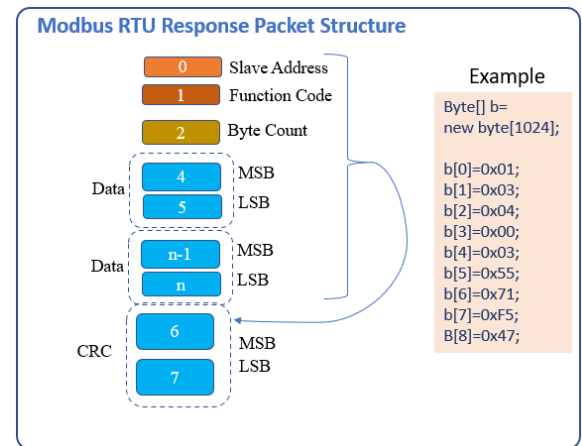 Modbus RTU Response Packet Structure
0 Slave Address
1 Function Code
2 Byte Count
Data
4 MSB
5 LSB
Data
n-1 MSB
n LSB
CRC
6 MSB
7 LSB
Example
Byte[] b=
new byte[1024];
b[0]=0x01;
b[1]=0x03;
b[2]=0x04;
b[3]=0x00;
b[4]=0x03;
b[5]=0x55;
b[6]=0x71;
b[7]=0xF5;
B[8]=0x47;